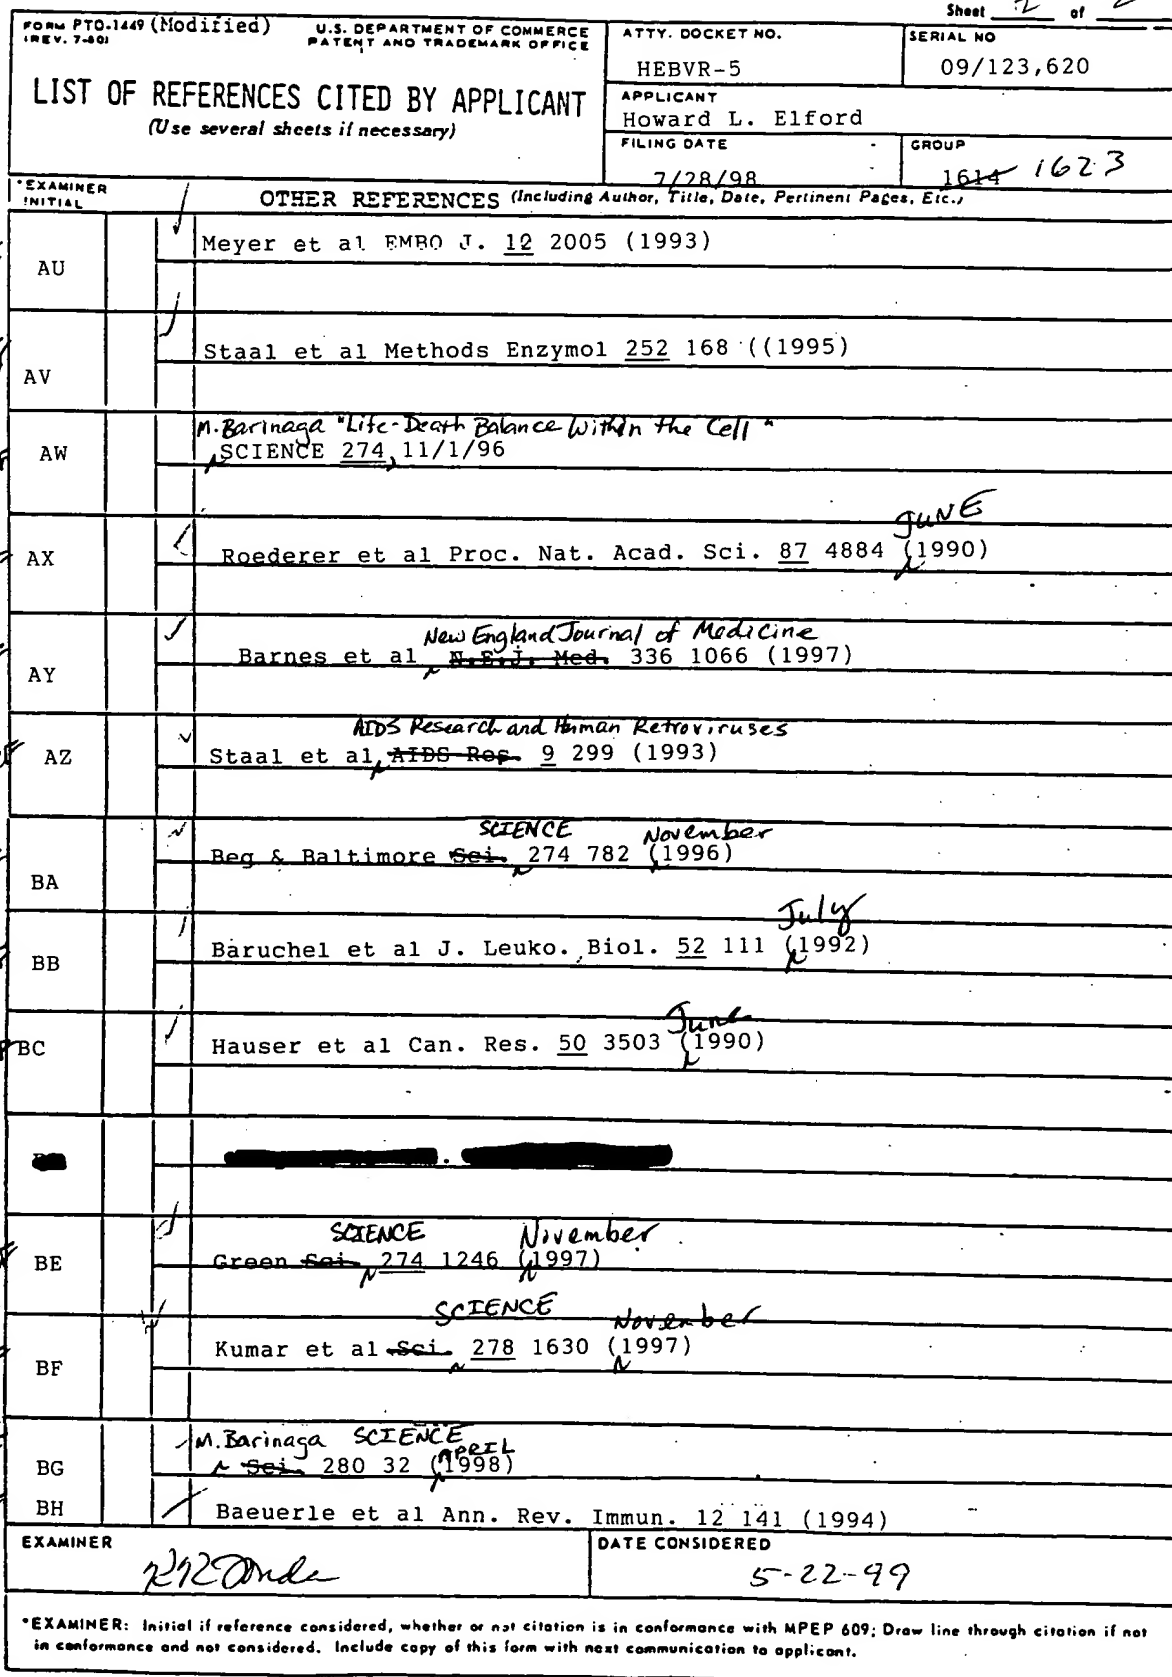 Sheet 2 of 2
FORM PTO-1449 (Modified)
(REV. 7-80)
U.S. DEPARTMENT OF COMMERCE
PATENT AND TRADEMARK OFFICE
LIST OF REFERENCES CITED BY APPLICANT
(Use several sheets if necessary)
ATTY. DOCKET NO.
HEBVR-5
SERIAL NO
09/123,620
APPLICANT
Howard L. Elford
FILING DATE
7/28/98
GROUP
1614 1623
*EXAMINER
INITIAL
OTHER REFERENCES (Including Author, Title, Date, Pertinent Pages, Etc.)
AU Meyer et al EMBO J. 12 2005 (1993)
AV Staal et al Methods Enzymol 252 168 ((1995)
M. Barinaga "Life-Death Balance Within the Cell"
AW SCIENCE 274, 11/1/96
JUNE
AX Roederer et al Proc. Nat. Acad. Sci. 87 4884 (1990)
New England Journal of Medicine
AY Barnes et al N.E.J. Med. 336 1066 (1997)
AIDS Research and Human Retroviruses
AZ Staal et al AIDS Res. 9 299 (1993)
SCIENCE November
BA Beg & Baltimore Sci. 274 782 (1996)
July
BB Baruchel et al J. Leuko. Biol. 52 111 (1992)
June
BC Hauser et al Can. Res. 50 3503 (1990)
SCIENCE November
BE Green Sci. 274 1246 (1997)
SCIENCE November
BF Kumar et al Sci. 278 1630 (1997)
M. Barinaga SCIENCE
APRIL
BG Sci. 280 32 (1998)
BH Baeuerle et al Ann. Rev. Immun. 12 141 (1994)
EXAMINER
DATE CONSIDERED
5-22-99
*EXAMINER: Initial if reference considered, whether or not citation is in conformance with MPEP 609; Draw line through citation if not
in conformance and not considered. Include copy of this form with next communication to applicant.